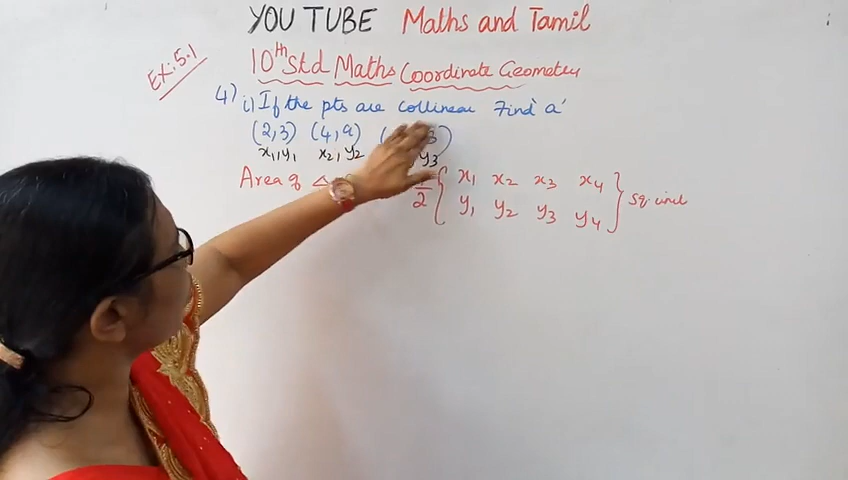 YOU TUBE Maths and Tamil
EX: 5.1
10th Std Maths Coordinate Geometry
4) i) If the pts are collinear Find 'a'
(2,3) (4,a) ( 3)
x1,y1 x2,y2 y3
Area of Δ
1/2 { x1 x2 x3 x4
y1 y2 y3 y4 } sq.unit